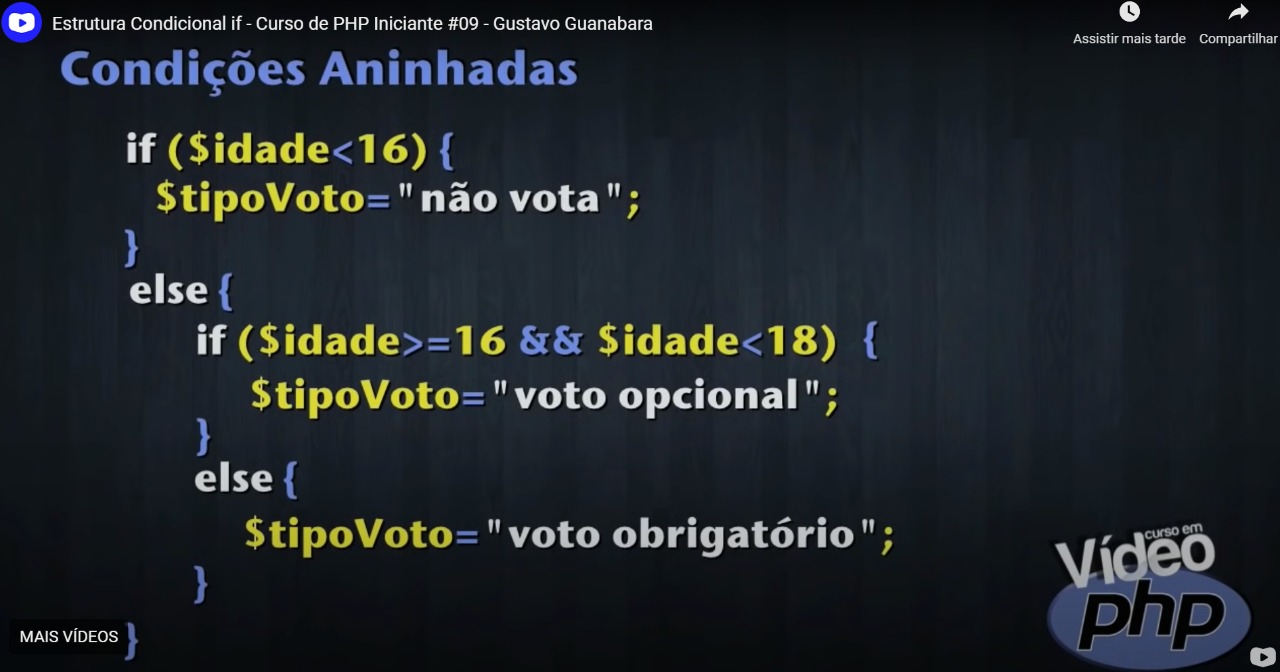 Estrutura Condicional if - Curso de PHP Iniciante #09 - Gustavo Guanabara
Assistir mais tarde
Compartilhar
Condições Aninhadas
if ($idade<16) {
$tipoVoto="não vota";
}
else {
if ($idade>=16 && $idade<18) {
$tipoVoto="voto opcional";
}
else {
$tipoVoto="voto obrigatório";
}
}
MAIS VÍDEOS
curso em
Vídeo
php